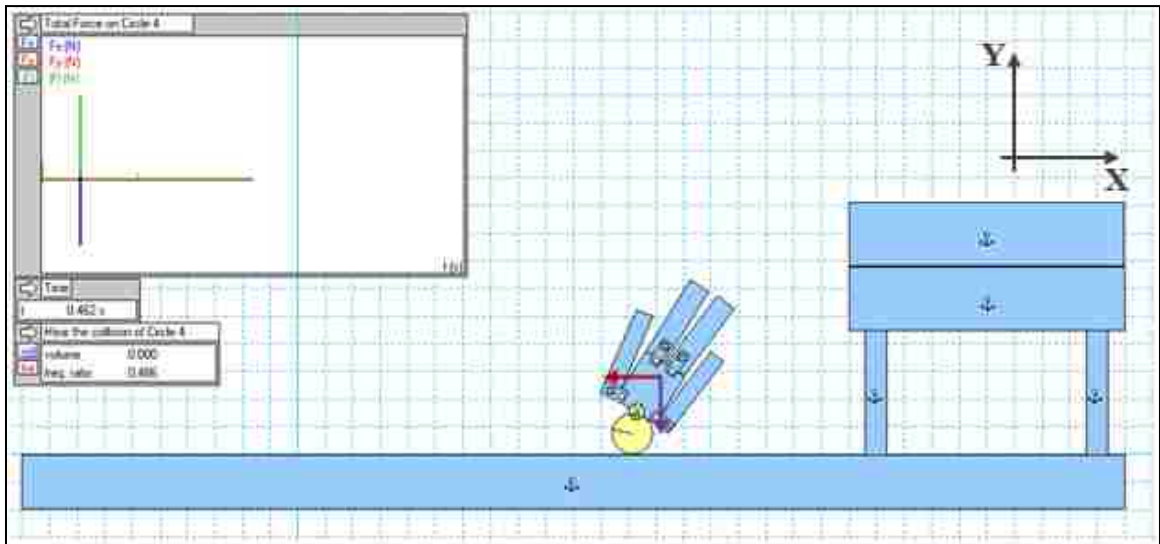 Total Force on Circle 4
Fx (N)
Fy (N)
|F| (N)
t (s)
Time
t 0.462 s
Hear the collision of Circle 4
volume 0.000
freq. ratio 0.486
Y
X